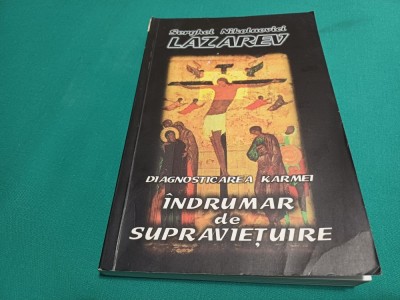 Serghei Nikolaevici
LAZAREV
DIAGNOSTICAREA KARMEI
ÎNDRUMAR
de
SUPRAVIEȚUIRE